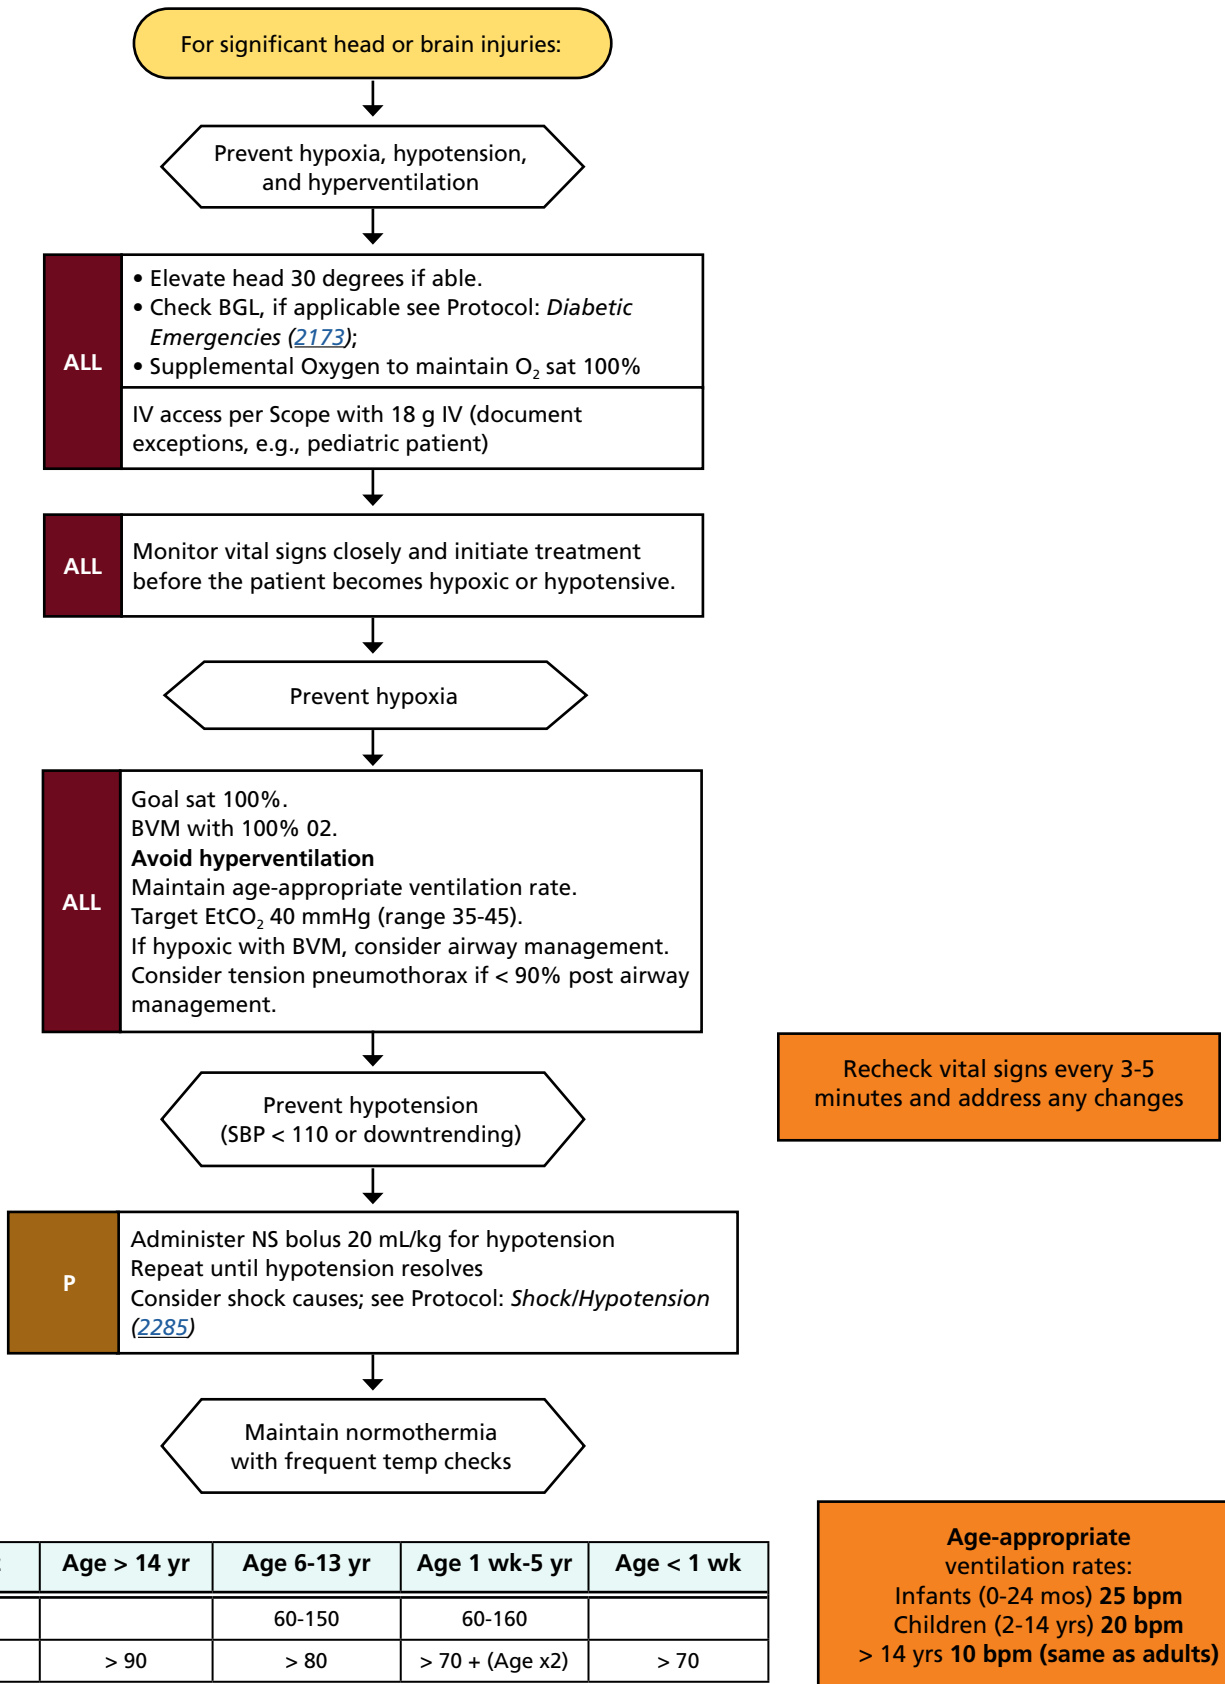 For significant head or brain injuries:
Prevent hypoxia, hypotension,
and hyperventilation
ALL
• Elevate head 30 degrees if able.
• Check BGL, if applicable see Protocol: Diabetic
Emergencies (2173);
• Supplemental Oxygen to maintain O₂ sat 100%
IV access per Scope with 18 g IV (document
exceptions, e.g., pediatric patient)
ALL
Monitor vital signs closely and initiate treatment
before the patient becomes hypoxic or hypotensive.
Prevent hypoxia
ALL
Goal sat 100%.
BVM with 100% 02.
Avoid hyperventilation
Maintain age-appropriate ventilation rate.
Target EtCO₂ 40 mmHg (range 35-45).
If hypoxic with BVM, consider airway management.
Consider tension pneumothorax if < 90% post airway
management.
Recheck vital signs every 3-5
minutes and address any changes
Prevent hypotension
(SBP < 110 or downtrending)
P
Administer NS bolus 20 mL/kg for hypotension
Repeat until hypotension resolves
Consider shock causes; see Protocol: Shock/Hypotension
(2285)
Maintain normothermia
with frequent temp checks
Age > 14 yr Age 6-13 yr Age 1 wk-5 yr Age < 1 wk
60-150 60-160
> 90 > 80 > 70 + (Age x2) > 70
Age-appropriate
ventilation rates:
Infants (0-24 mos) 25 bpm
Children (2-14 yrs) 20 bpm
> 14 yrs 10 bpm (same as adults)